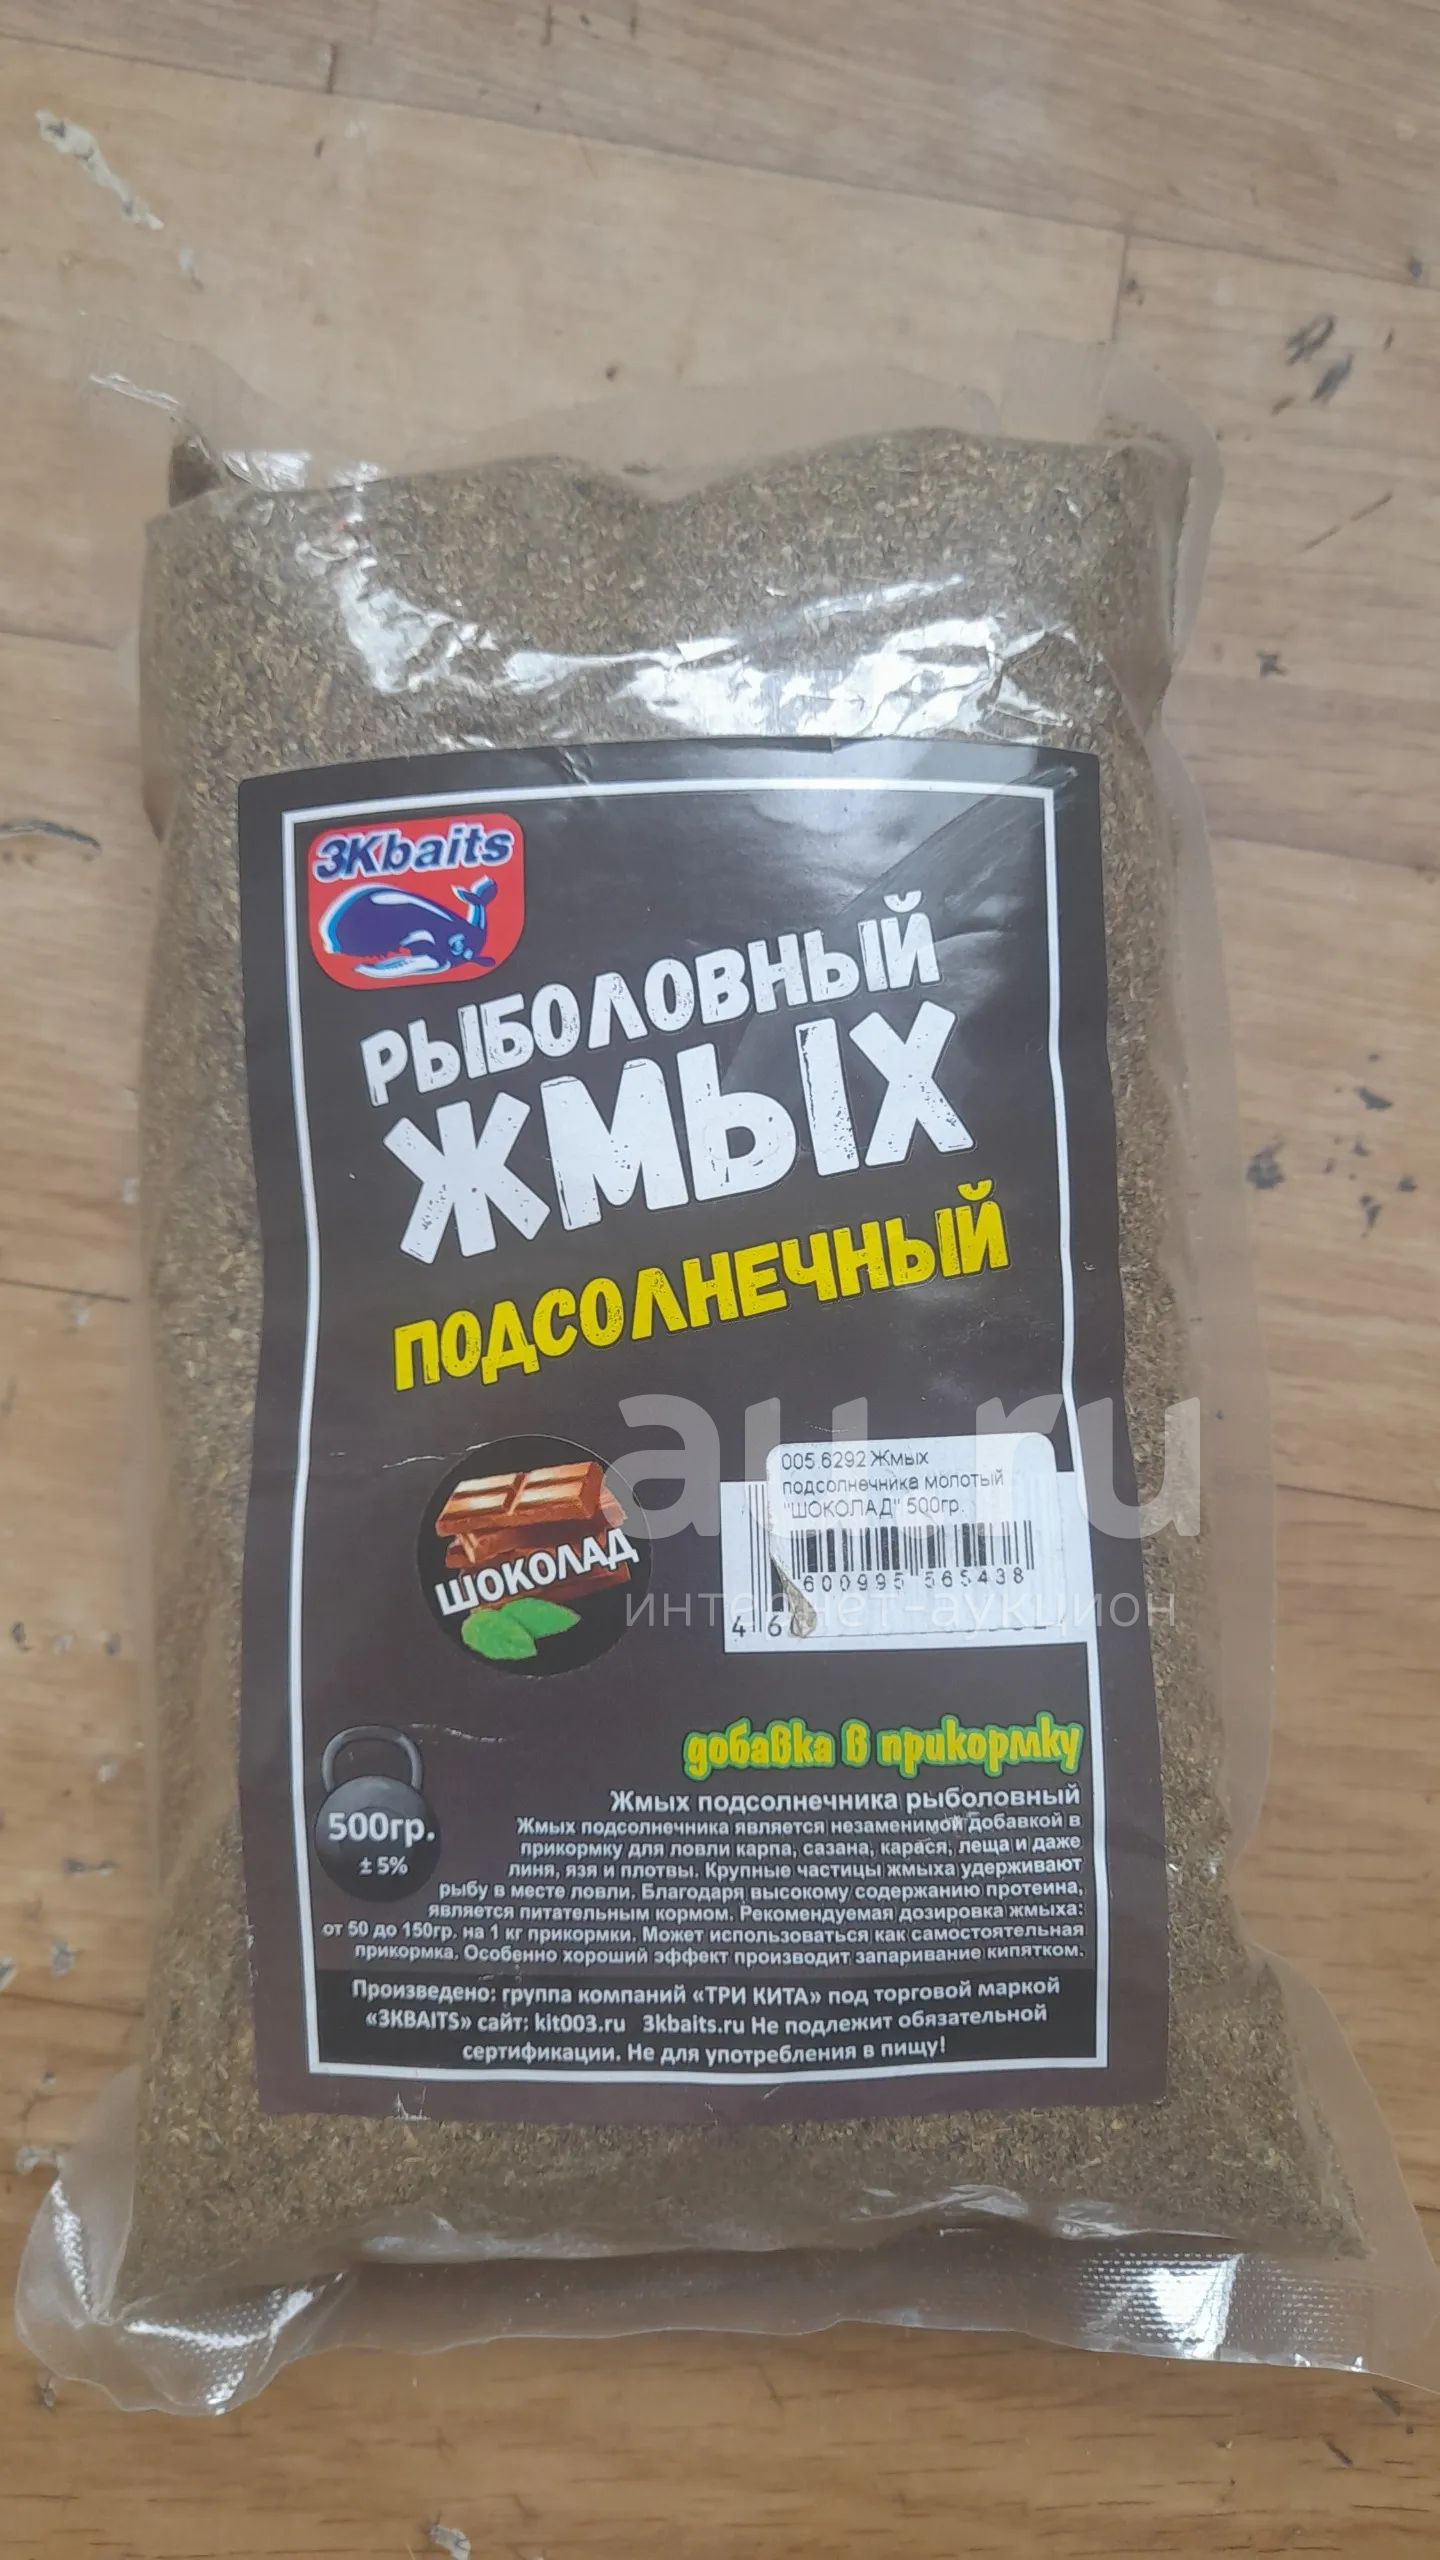 3Kbaits
РЫБОЛОВНЫЙ
ЖМЫХ
ПОДСОЛНЕЧНЫЙ
ШОКОЛАД
005.6292 Жмых
подсолнечника молотый
"ШОКОЛАД" 500гр.
600995 565438
4 6
au.ru
интернет-аукцион
добавка в прикормку
500гр.
± 5%
Жмых подсолнечника рыболовный
Жмых подсолнечника является незаменимой добавкой в
прикормку для ловли карпа, сазана, карася, леща и даже
линя, язя и плотвы. Крупные частицы жмыха удерживают
рыбу в месте ловли. Благодаря высокому содержанию протеина,
является питательным кормом. Рекомендуемая дозировка жмыха:
от 50 до 150гр. на 1 кг прикормки. Может использоваться как самостоятельная
прикормка. Особенно хороший эффект производит запаривание кипятком.
Произведено: группа компаний «ТРИ КИТА» под торговой маркой
«3KBAITS» сайт: kit003.ru 3kbaits.ru Не подлежит обязательной
сертификации. Не для употребления в пищу!